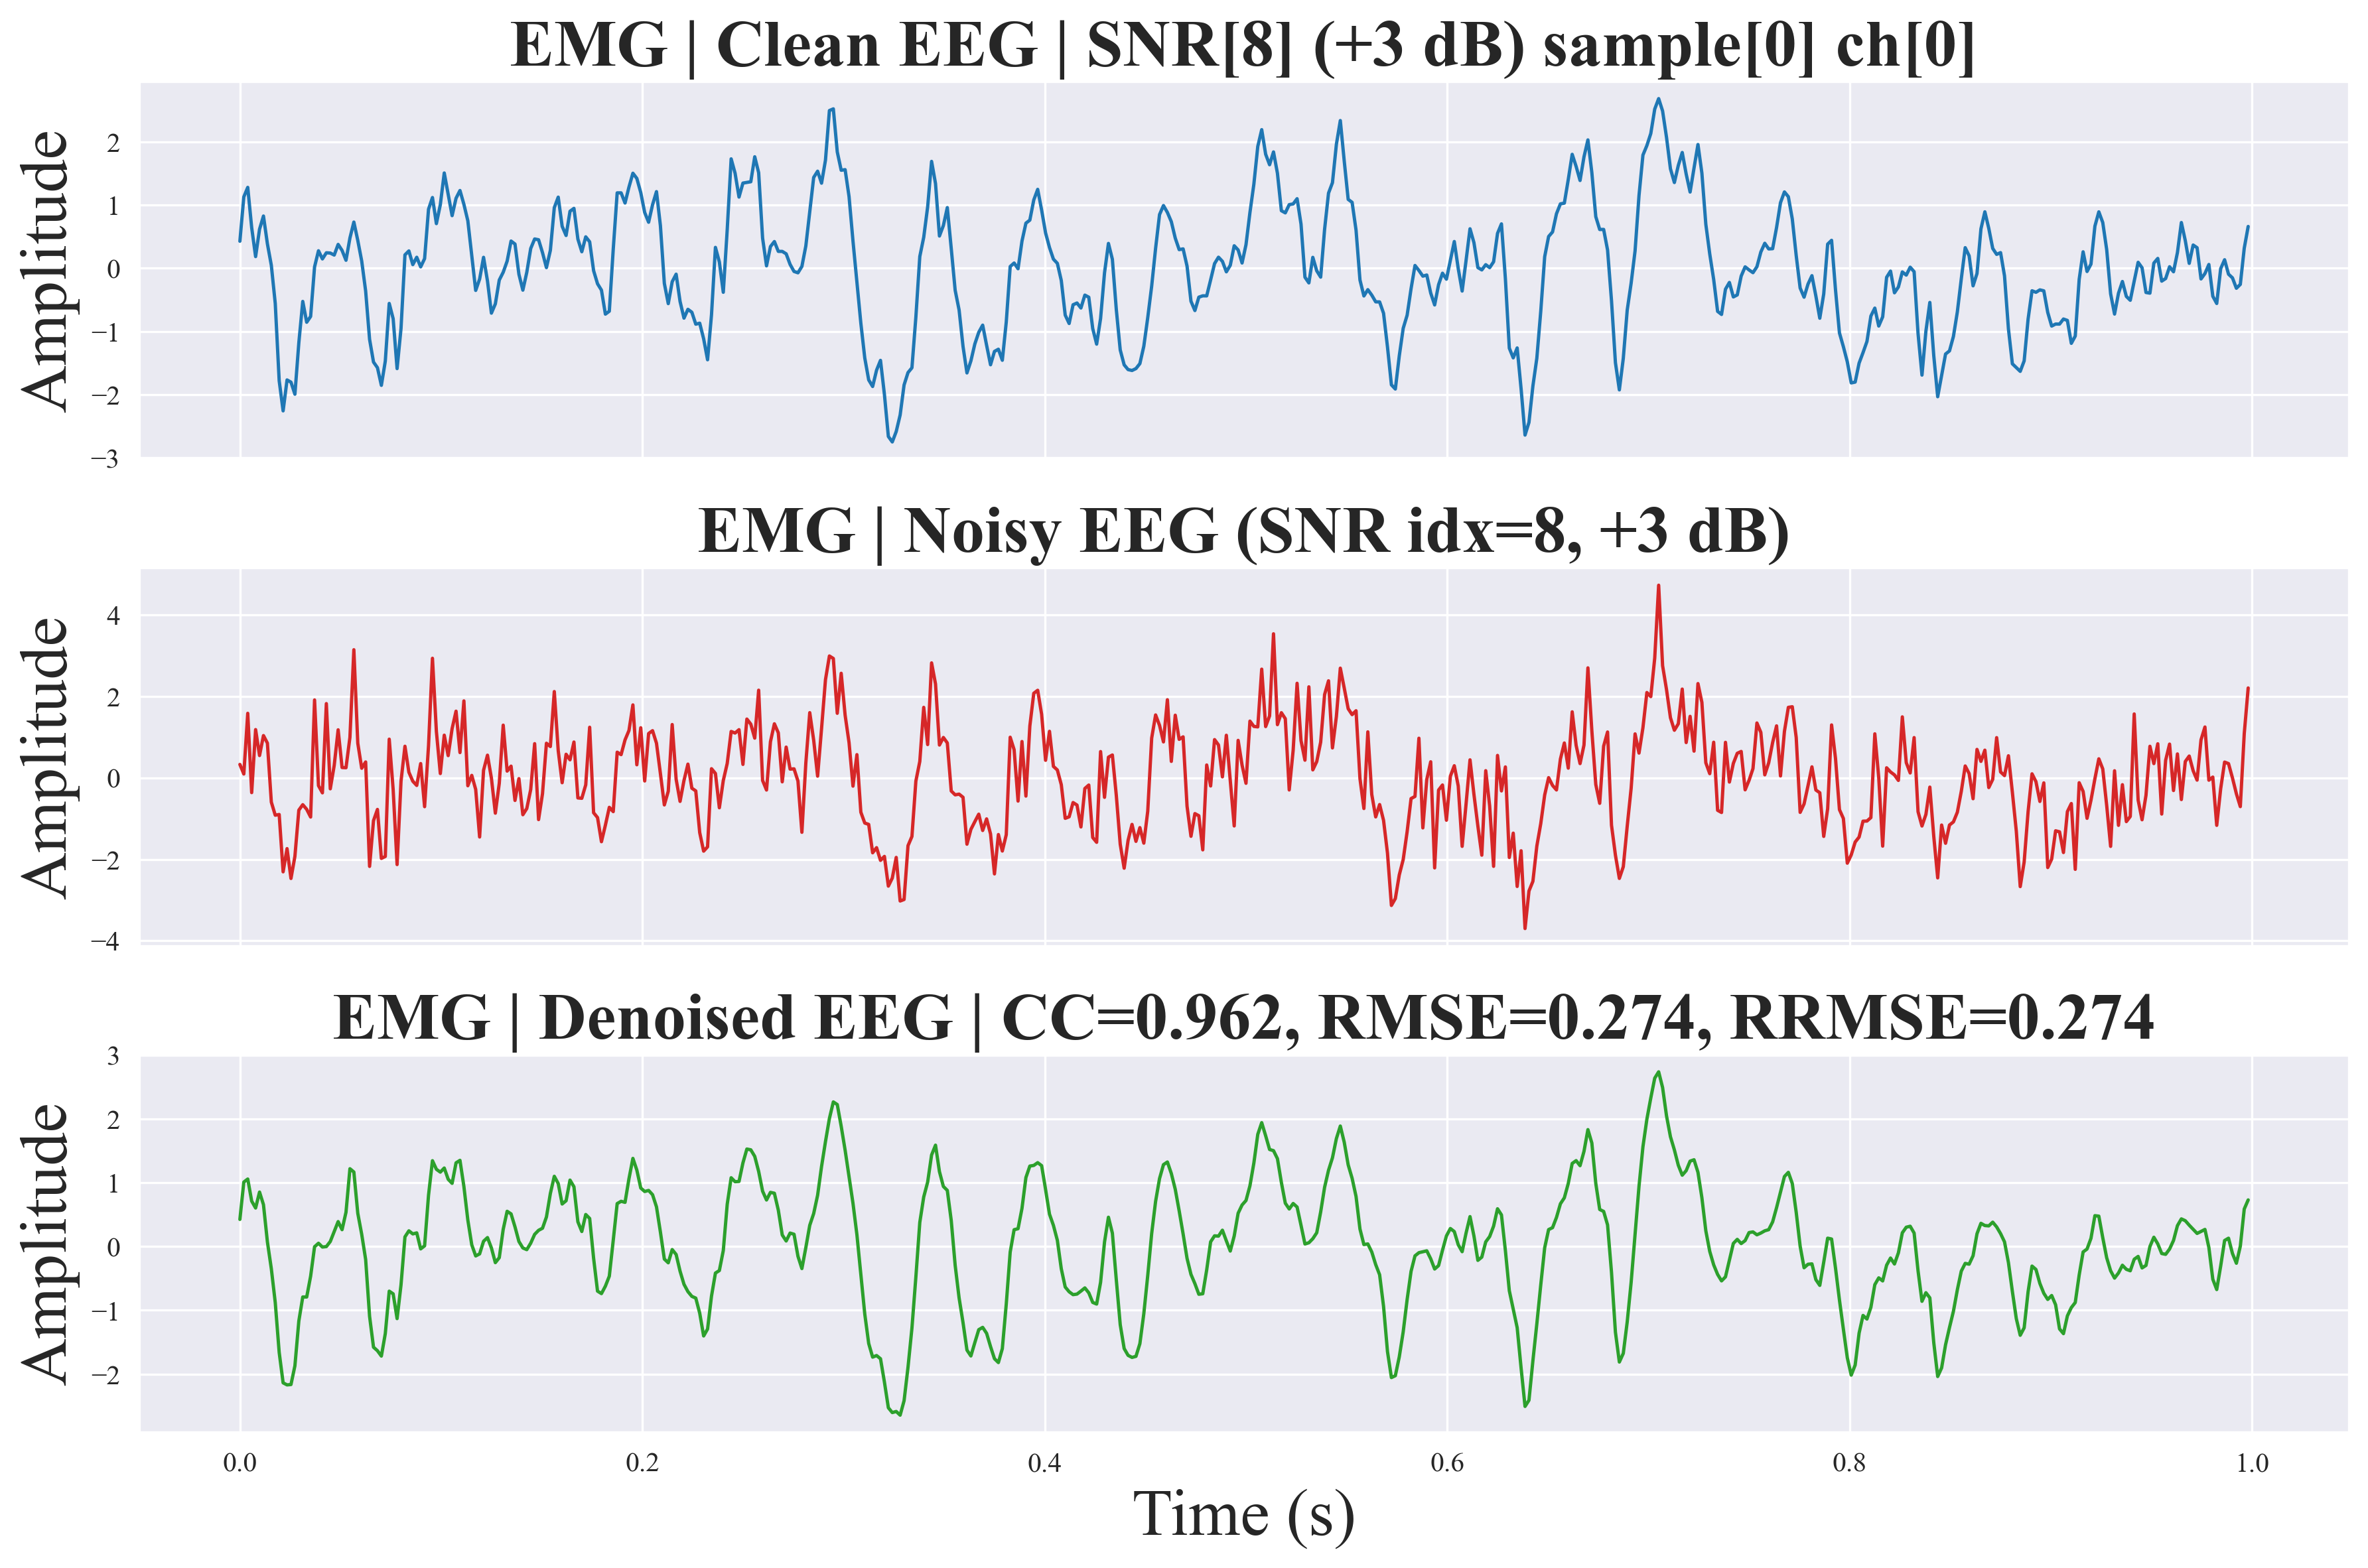 EMG | Clean EEG | SNR[8] (+3 dB) sample[0] ch[0]
Amplitude
2
1
0
−1
−2
−3
EMG | Noisy EEG (SNR idx=8, +3 dB)
Amplitude
4
2
0
−2
−4
EMG | Denoised EEG | CC=0.962, RMSE=0.274, RRMSE=0.274
Amplitude
3
2
1
0
−1
−2
0.0 0.2 0.4 0.6 0.8 1.0
Time (s)